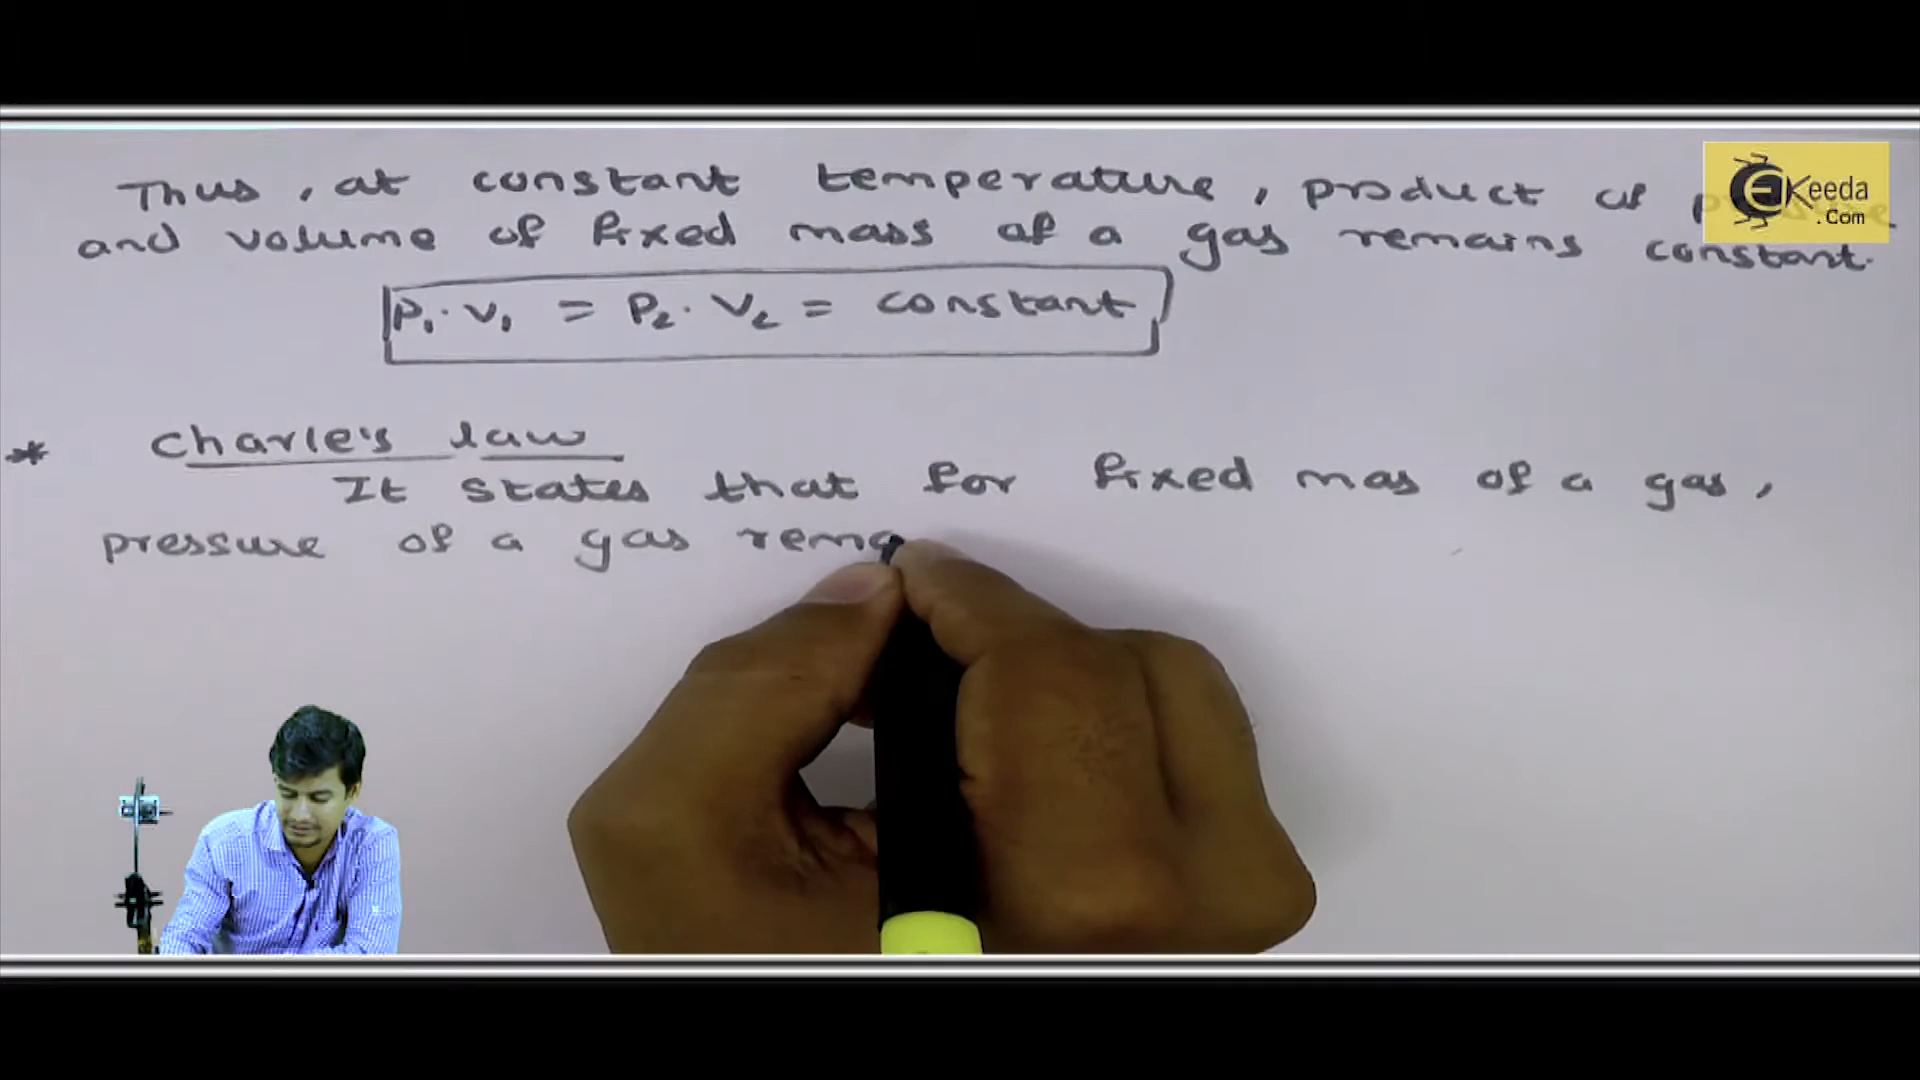 Thus, at constant temperature, product of
and volume of fixed mass of a gas remains constant.
P₁.V₁ = P₂.V₂ = constant
* Charle's law
It states that for fixed mas of a gas,
pressure of a gas rema
EKeeda
.Com